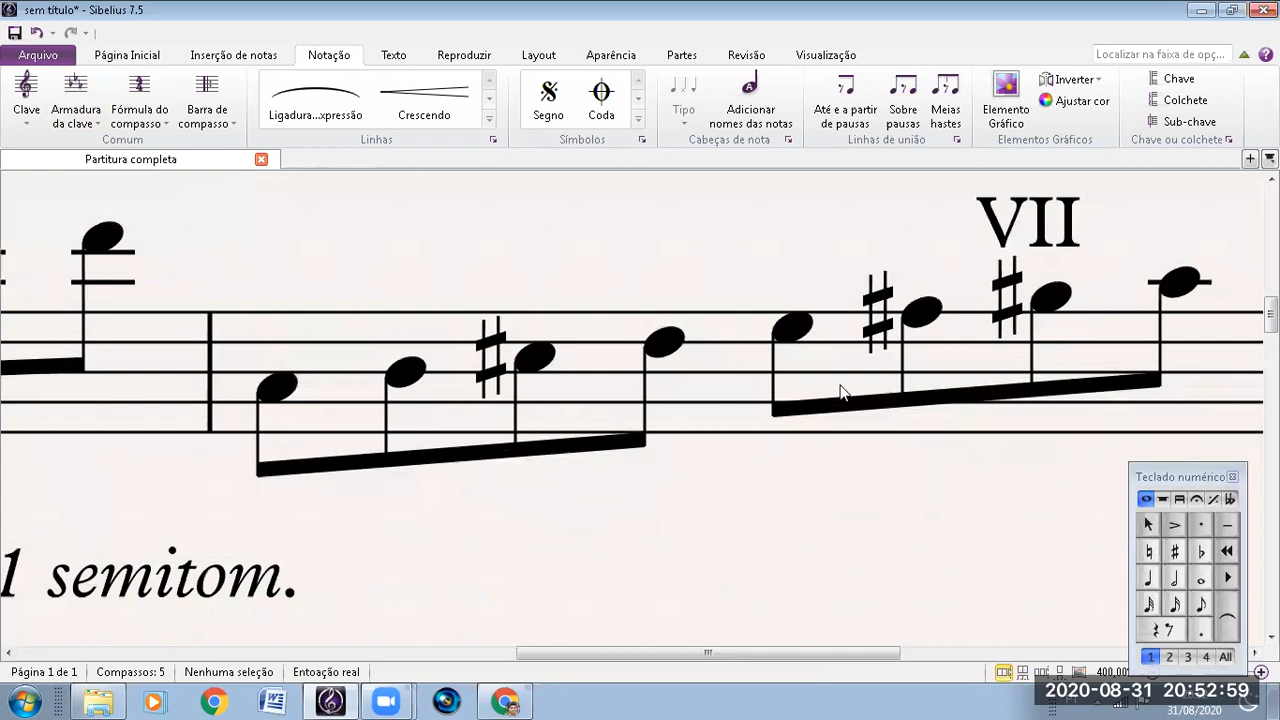 sem título* - Sibelius 7.5
Arquivo Página Inicial Inserção de notas Notação Texto Reproduzir Layout Aparência Partes Revisão Visualização Localizar na faixa de opç...
Clave Armadura da clave Fórmula do compasso Barra de compasso
Comum
Ligadura...xpressão Crescendo
Linhas
Segno Coda
Símbolos
Tipo Adicionar nomes das notas
Cabeças de nota
Até e a partir de pausas Sobre pausas Meias hastes
Linhas de união
Elemento Gráfico Inverter Ajustar cor
Elementos Gráficos
Chave
Colchete
Sub-chave
Chave ou colchete
Partitura completa
VII
1 semitom.
Teclado numérico
1 2 3 4 All
Página 1 de 1 Compassos: 5 Nenhuma seleção Entoação real 400,00
2020-08-31 20:52:59
31/08/2020